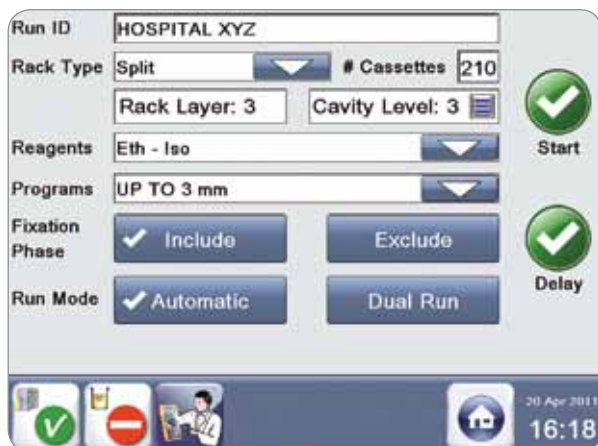 Run ID HOSPITAL XYZ
Rack Type Split # Cassettes 210
Rack Layer: 3 Cavity Level: 3
Start
Reagents Eth - Iso
Programs UP TO 3 mm
Fixation
Phase
Include Exclude
Delay
Run Mode Automatic Dual Run
20 Apr 2011
16:18